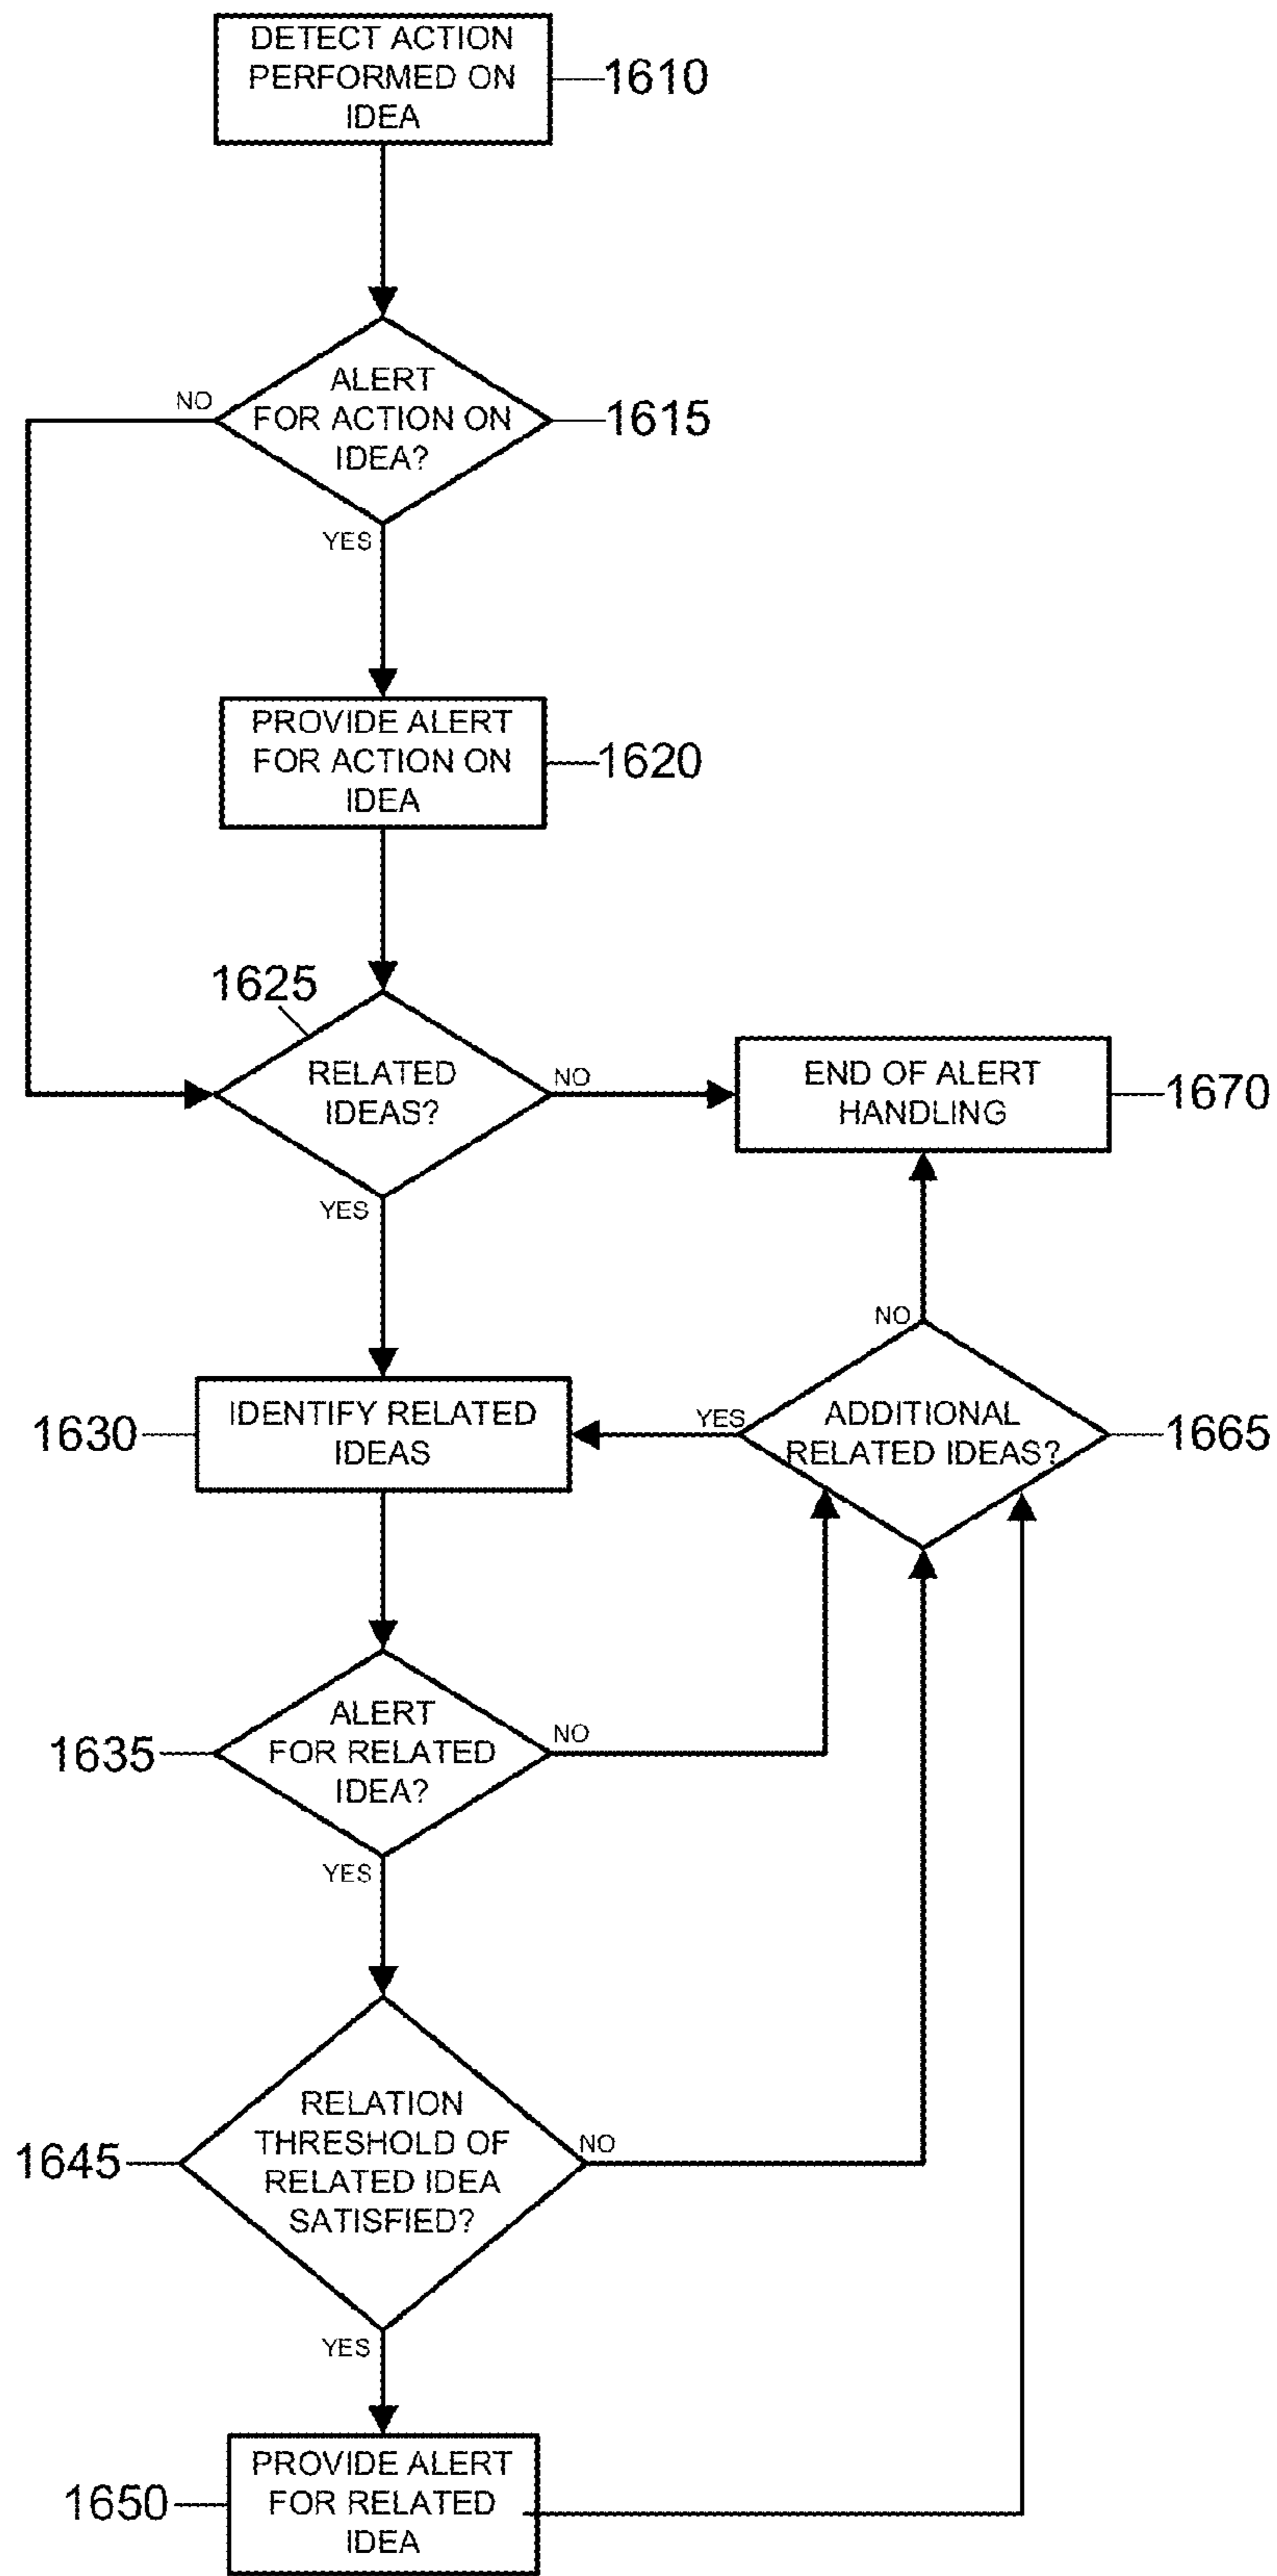 DETECT ACTION
PERFORMED ON
IDEA
1610
ALERT
FOR ACTION ON
IDEA?
1615
NO
YES
PROVIDE ALERT
FOR ACTION ON
IDEA
1620
1625
RELATED
IDEAS?
NO
YES
END OF ALERT
HANDLING
1670
IDENTIFY RELATED
IDEAS
1630
NO
YES
ADDITIONAL
RELATED IDEAS?
1665
ALERT
FOR RELATED
IDEA?
1635
NO
YES
RELATION
THRESHOLD OF
RELATED IDEA
SATISFIED?
1645
NO
YES
PROVIDE ALERT
FOR RELATED
IDEA
1650